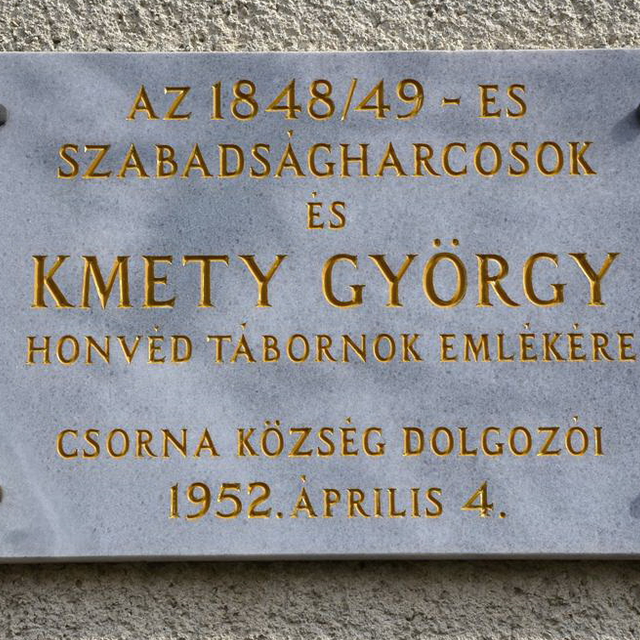 AZ 1848/49 - ES
SZABADSÁGHARCOSOK
ÉS
KMETY GYÖRGY
HONVÉD TÁBORNOK EMLÉKÉRE
CSORNA KÖZSÉG DOLGOZÓI
1952. ÁPRILIS 4.